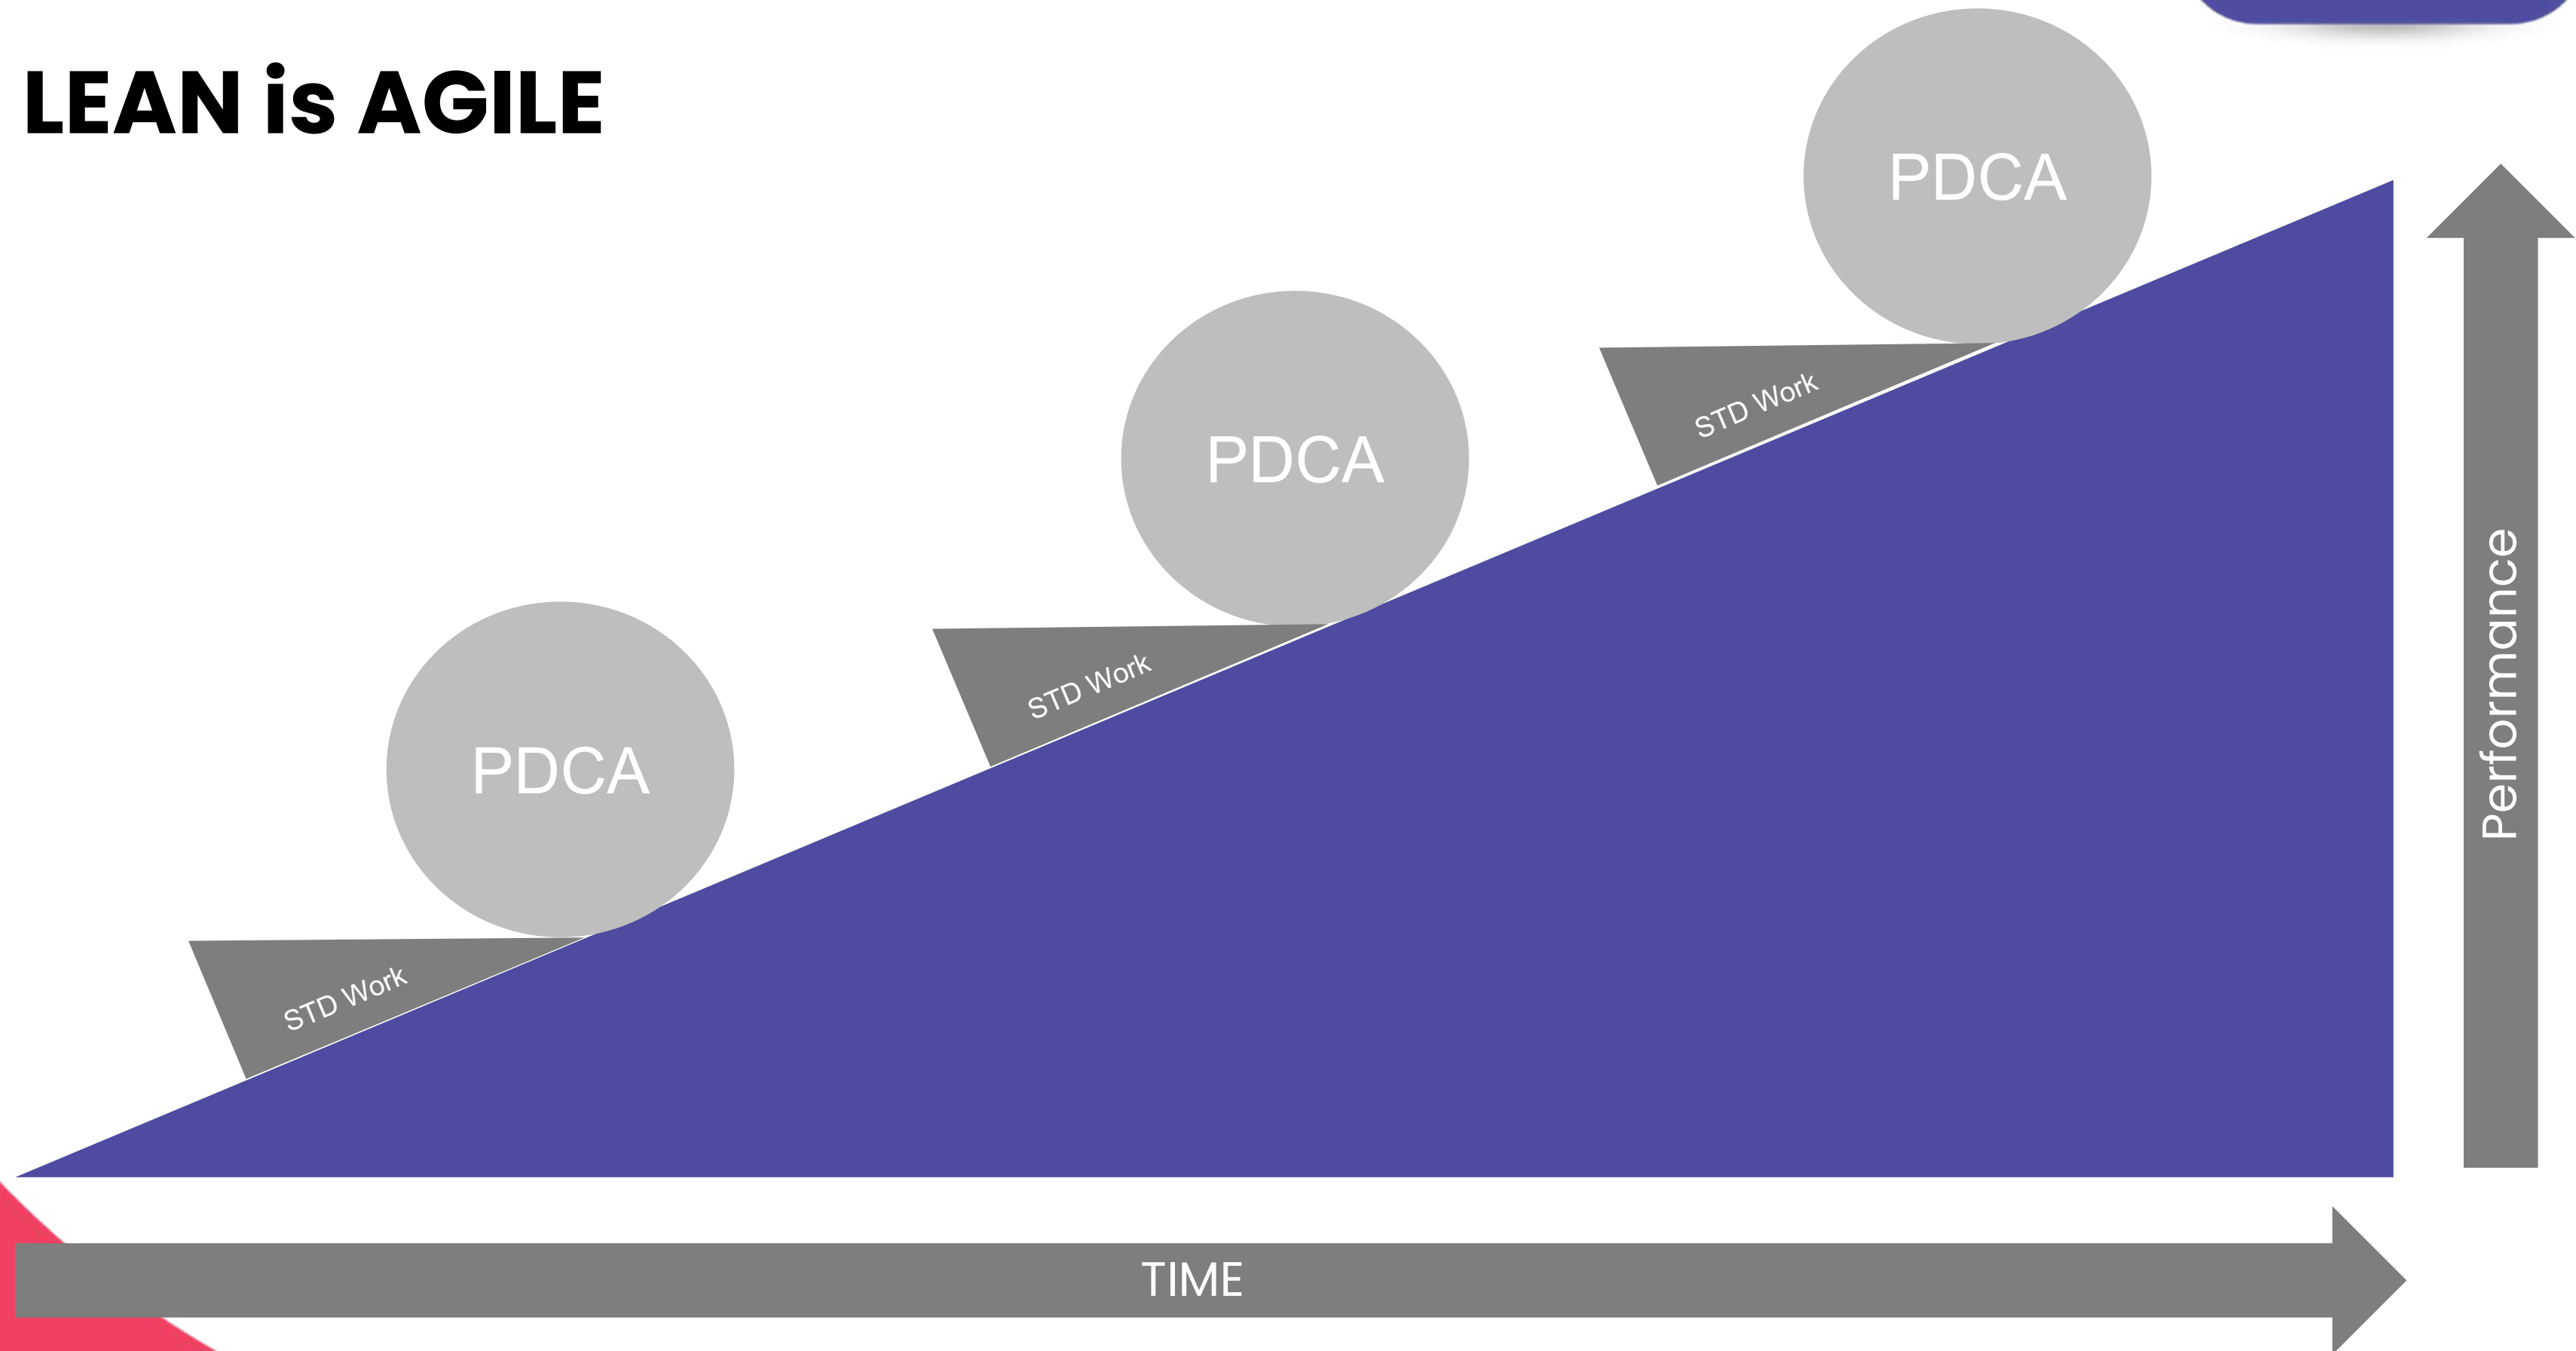 LEAN is AGILE
PDCA
PDCA
PDCA
STD Work
STD Work
STD Work
Performance
TIME